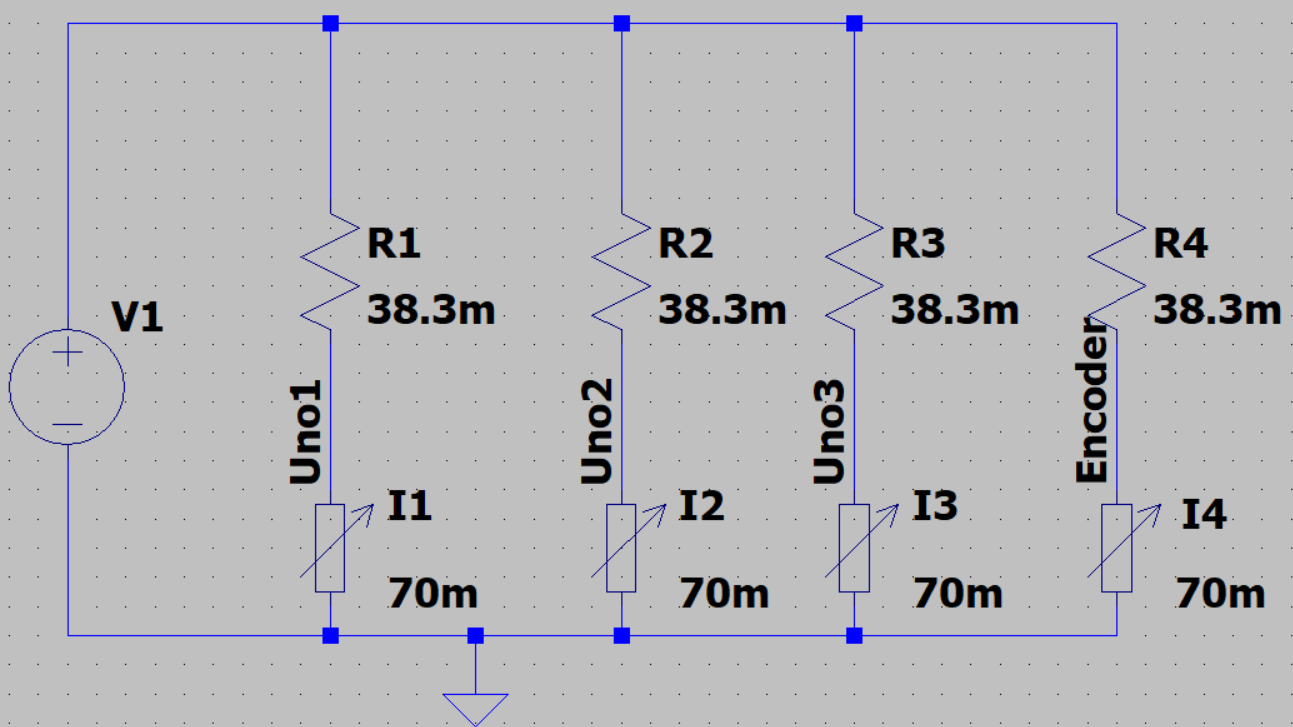 V1
R1
38.3m
Uno1
I1
70m
R2
38.3m
Uno2
I2
70m
R3
38.3m
Uno3
I3
70m
R4
38.3m
Encoder
I4
70m